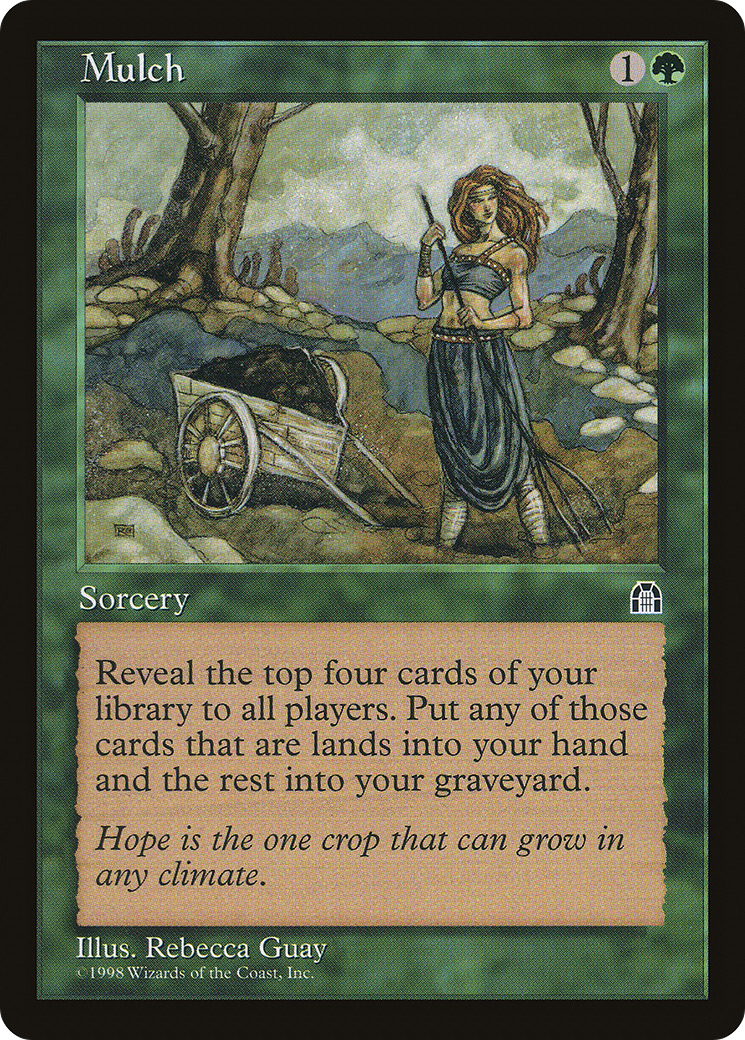 Mulch
1
Sorcery
Reveal the top four cards of your
library to all players. Put any of those
cards that are lands into your hand
and the rest into your graveyard.
Hope is the one crop that can grow in
any climate.
Illus. Rebecca Guay
©1998 Wizards of the Coast, Inc.